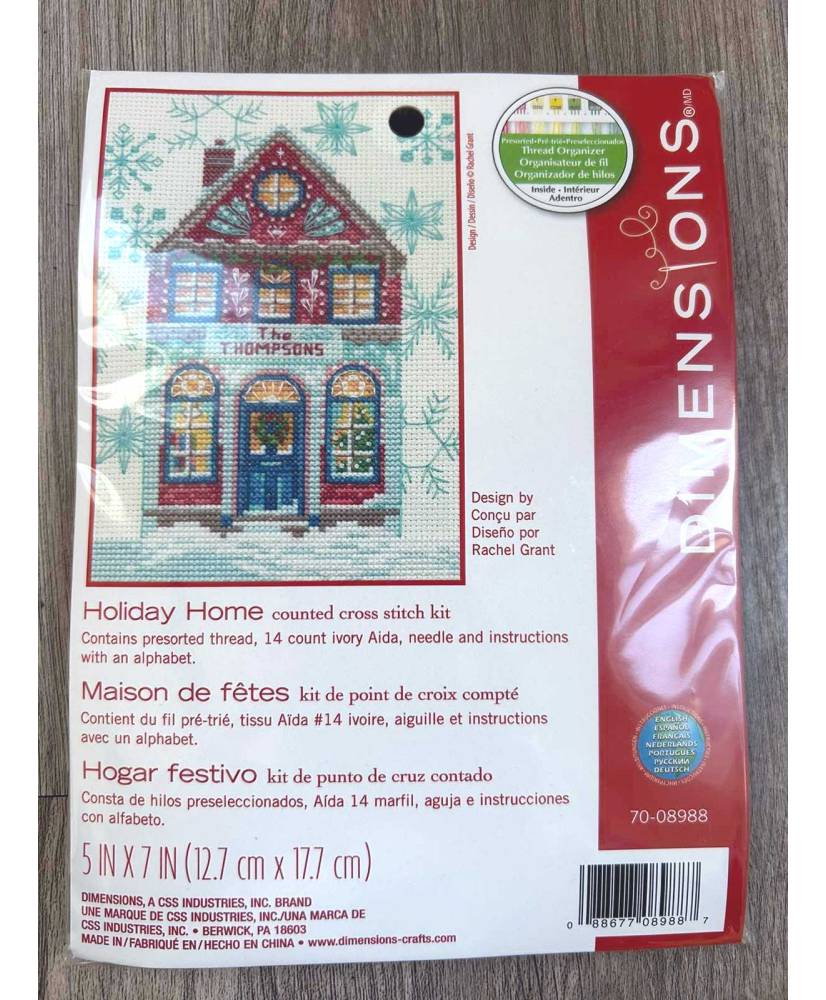 Presorted•Pré-trié•Preseleccionados
Thread Organizer
Organisateur de fil
Organizador de hilos
Inside - Intérieur
Adentro
DIMENSIONS®/MD
Design / Dessin / Diseño © Rachel Grant
The
THOMPSONS
Design by
Conçu par
Diseño por
Rachel Grant
Holiday Home counted cross stitch kit
Contains presorted thread, 14 count ivory Aida, needle and instructions
with an alphabet.
Maison de fêtes kit de point de croix compté
Contient du fil pré-trié, tissu Aïda #14 ivoire, aiguille et instructions
avec un alphabet.
Hogar festivo kit de punto de cruz contado
Consta de hilos preseleccionados, Aída 14 marfil, aguja e instrucciones
con alfabeto.
5 IN X 7 IN (12.7 cm x 17.7 cm)
DIMENSIONS, A CSS INDUSTRIES, INC. BRAND
UNE MARQUE DE CSS INDUSTRIES, INC./UNA MARCA DE
CSS INDUSTRIES, INC. • BERWICK, PA 18603
MADE IN/FABRIQUÉ EN/HECHO EN CHINA • www.dimensions-crafts.com
ENGLISH
ESPAÑOL
FRANÇAIS
NEDERLANDS
PORTUGUÊS
РУССКИЙ
DEUTSCH
70-08988
0 88677 08988 7